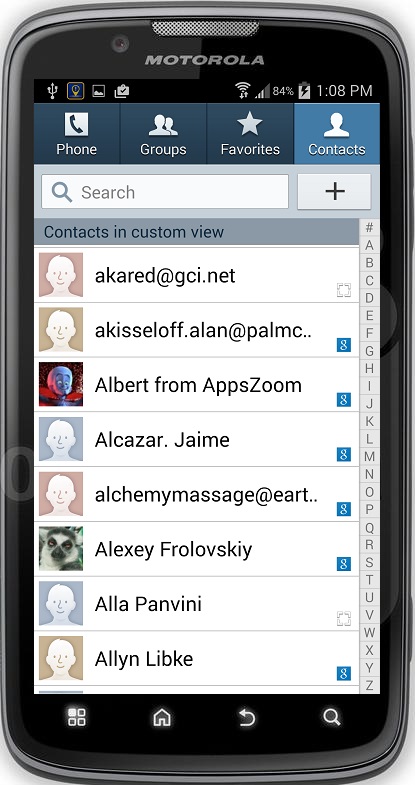 MOTOROLA
84% 1:08 PM
Phone Groups Favorites Contacts
Search +
Contacts in custom view
akared@gci.net
akisseloff.alan@palmc..
g
Albert from AppsZoom
g
Alcazar. Jaime
g
alchemymassage@eart..
g
Alexey Frolovskiy
g
Alla Panvini
Allyn Libke
g
#
A
B
C
D
E
F
G
H
I
J
K
L
M
N
O
P
Q
R
S
T
U
V
W
X
Y
Z